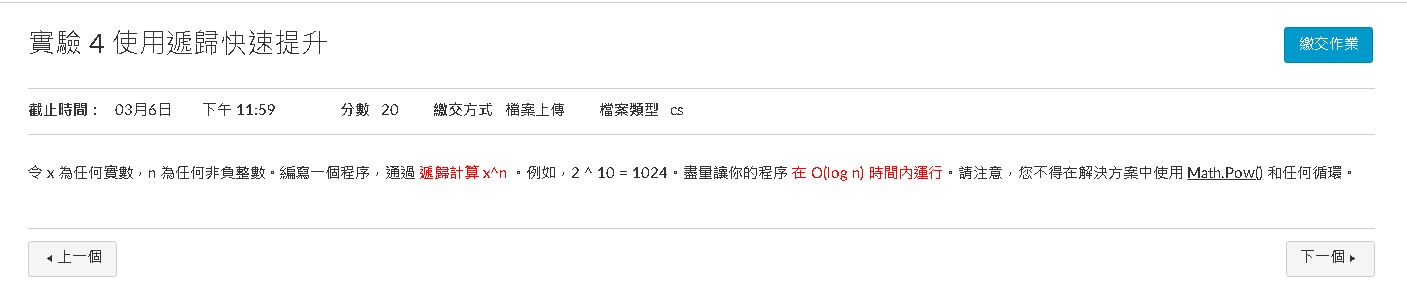 實驗 4 使用遞歸快速提升
繳交作業
截止時間： 03月6日 下午 11:59 分數 20 繳交方式 檔案上傳 檔案類型 cs
令 x 為任何實數，n 為任何非負整數。編寫一個程序，通過 遞歸計算 x^n 。例如，2 ^ 10 = 1024。盡量讓你的程序 在 O(log n) 時間內運行。請注意，您不得在解決方案中使用 Math.Pow() 和任何循環。
上一個
下一個